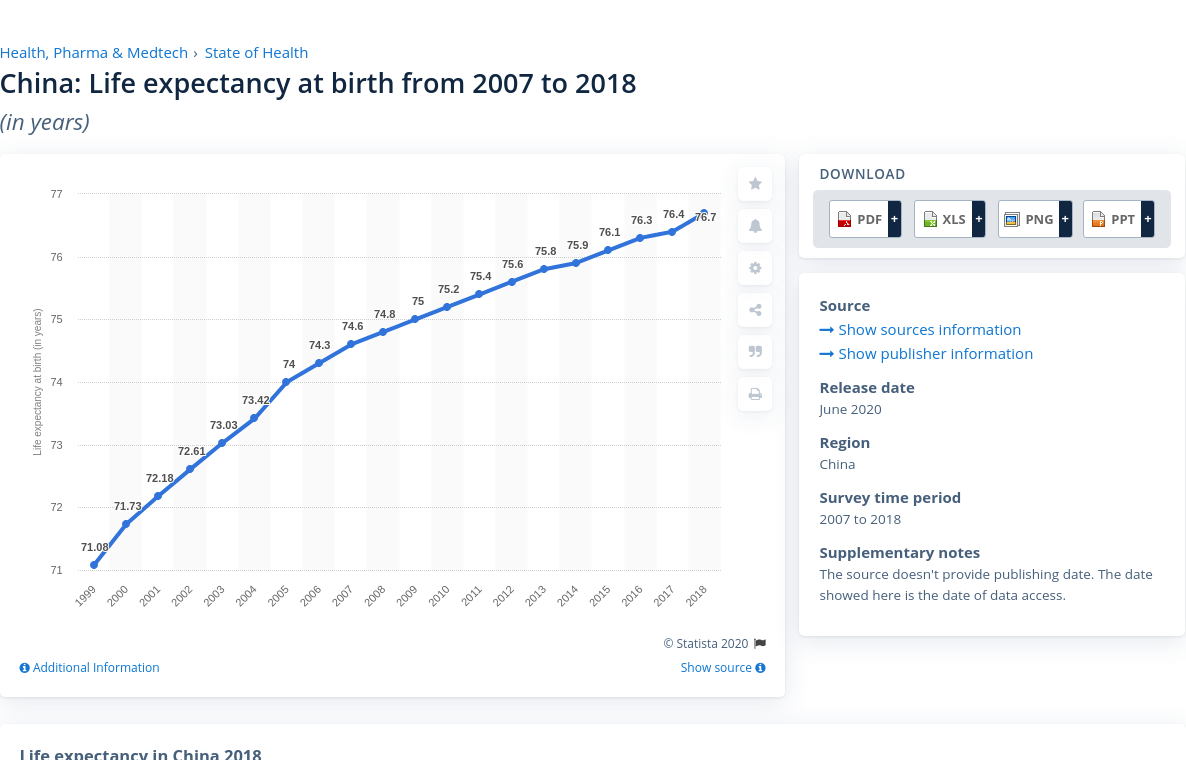 Health, Pharma & Medtech › State of Health
China: Life expectancy at birth from 2007 to 2018
(in years)
77
76
75
74
73
72
71
Life expectancy at birth (in years)
71.08
71.73
72.18
72.61
73.03
73.42
74
74.3
74.6
74.8
75
75.2
75.4
75.6
75.8
75.9
76.1
76.3
76.4
76.7
1999
2000
2001
2002
2003
2004
2005
2006
2007
2008
2009
2010
2011
2012
2013
2014
2015
2016
2017
2018
© Statista 2020
Additional Information
Show source
DOWNLOAD
PDF + XLS + PNG + PPT +
Source
Show sources information
Show publisher information
Release date
June 2020
Region
China
Survey time period
2007 to 2018
Supplementary notes
The source doesn't provide publishing date. The date
showed here is the date of data access.
Life expectancy in China 2018